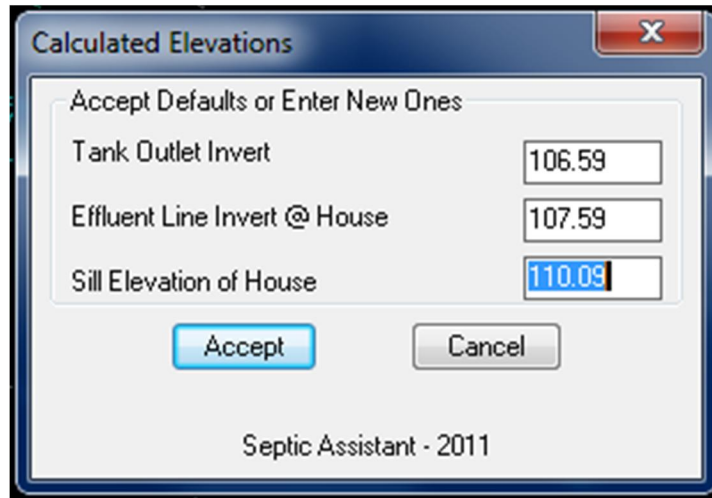 Calculated Elevations
Accept Defaults or Enter New Ones
Tank Outlet Invert 106.59
Effluent Line Invert @ House 107.59
Sill Elevation of House 110.09
Accept Cancel
Septic Assistant - 2011